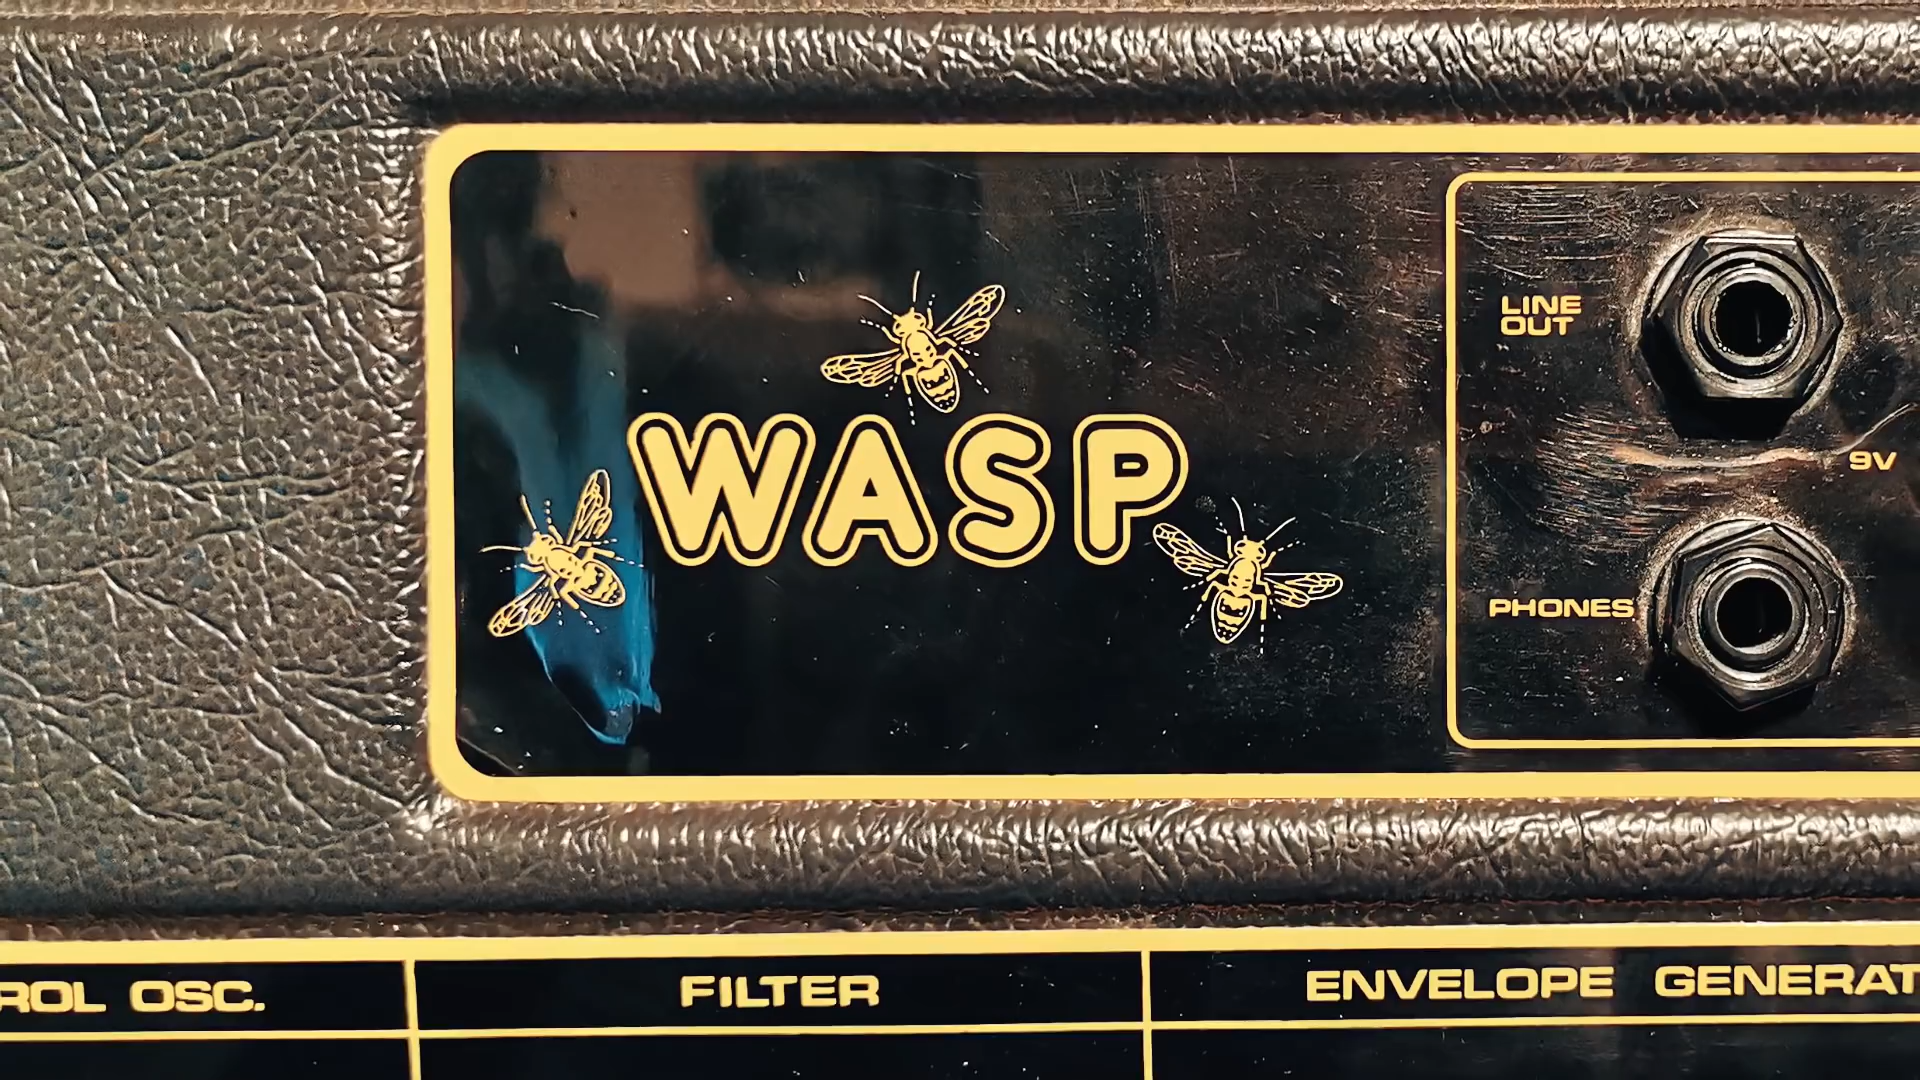 WASP
LINE
OUT
9V
PHONES
ROL OSC.
FILTER
ENVELOPE GENERAT